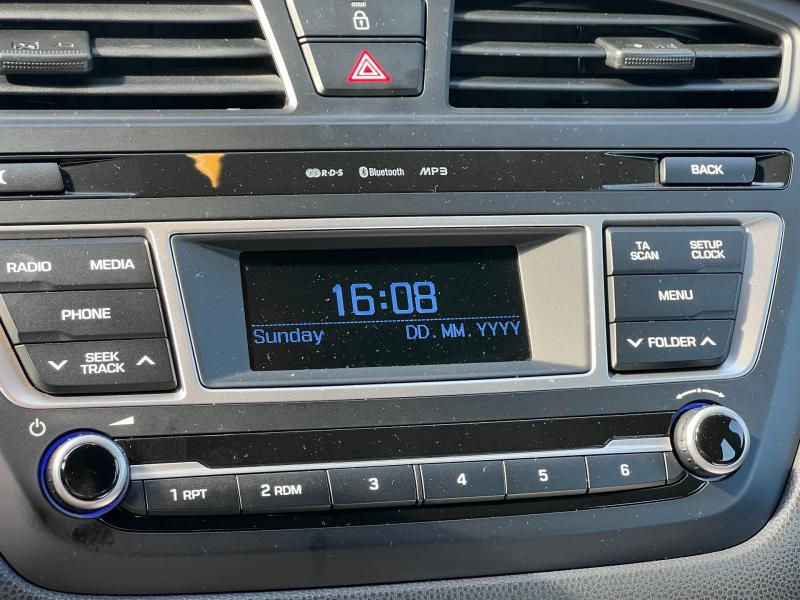 R·D·S Bluetooth MP3
BACK
RADIO MEDIA
PHONE
SEEK
TRACK
16:08
Sunday DD.MM.YYYY
TA
SCAN
SETUP
CLOCK
MENU
FOLDER
1 RPT 2 RDM 3 4 5 6